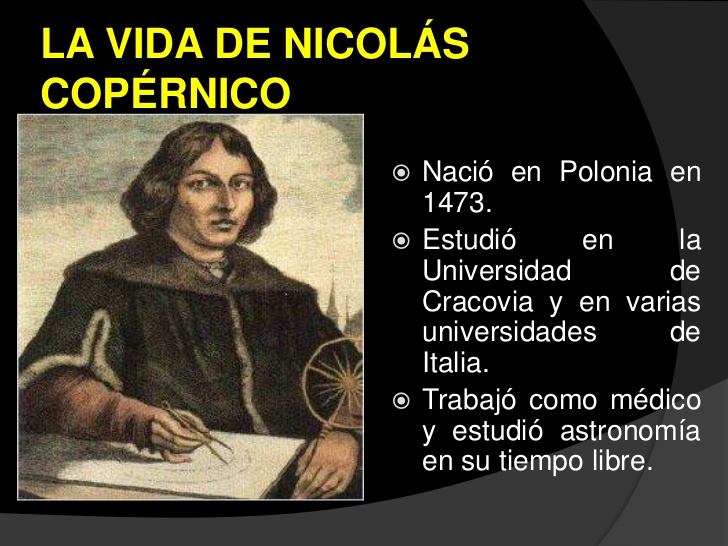 LA VIDA DE NICOLÁS
COPÉRNICO
Nació en Polonia en
1473.
Estudió en la
Universidad de
Cracovia y en varias
universidades de
Italia.
Trabajó como médico
y estudió astronomía
en su tiempo libre.